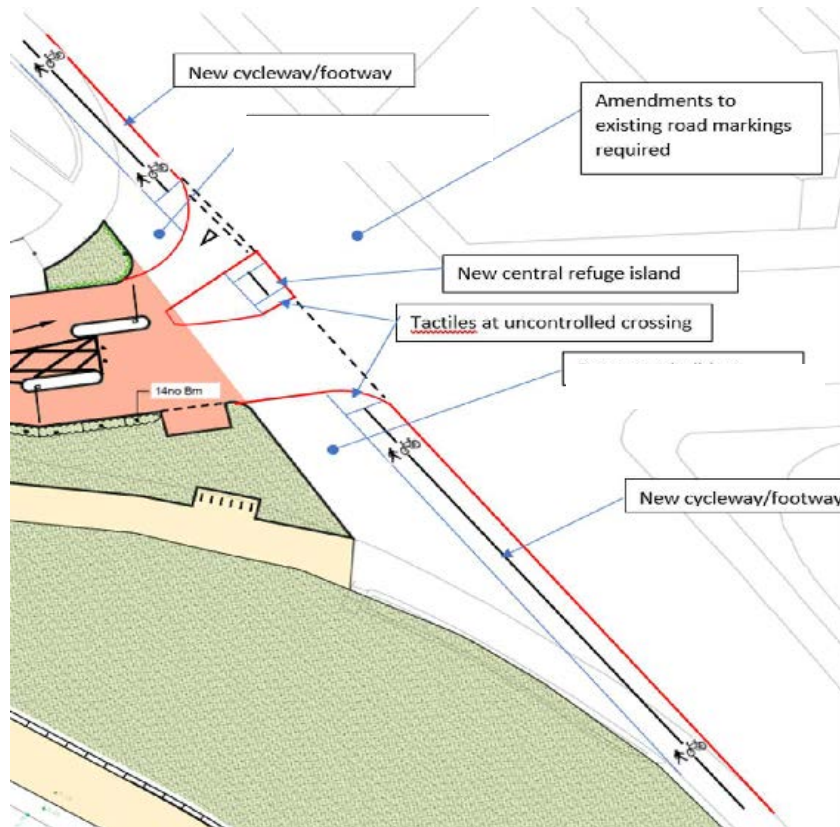 New cycleway/footway
Amendments to
existing road markings
required
New central refuge island
Tactiles at uncontrolled crossing
14no Bm
New cycleway/footway